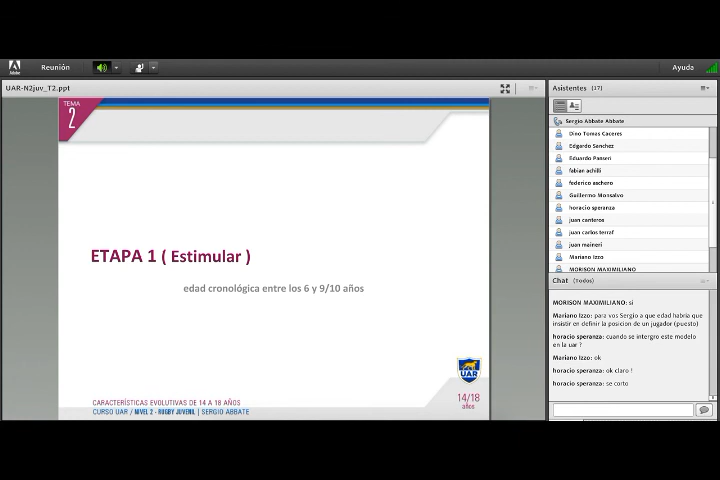 Adobe
Reunión
Ayuda
UAR-N2juv_T2.ppt
TEMA
2
ETAPA 1 ( Estimular )
edad cronológica entre los 6 y 9/10 años
UAR
14/18
años
CARACTERÍSTICAS EVOLUTIVAS DE 14 A 18 AÑOS
CURSO UAR / NIVEL 2 - RUGBY JUVENIL | SERGIO ABBATE
Asistentes (17)
Sergio Abbate Abbate
Dino Tomas Caceres
Edgardo Sanchez
Eduardo Panseri
fabian achilli
federico aschero
Guillermo Monsalvo
horacio speranza
juan canteros
juan carlos terraf
juan maineri
Mariano Izzo
MORISON MAXIMILIANO
Chat (Todos)
MORISON MAXIMILIANO: si
Mariano Izzo: para vos Sergio a que edad habria que
insistir en definir la posicion de un jugador (puesto)
horacio speranza: cuando se intergro este modelo
en la uar ?
Mariano Izzo: ok
horacio speranza: ok claro !
horacio speranza: se corto